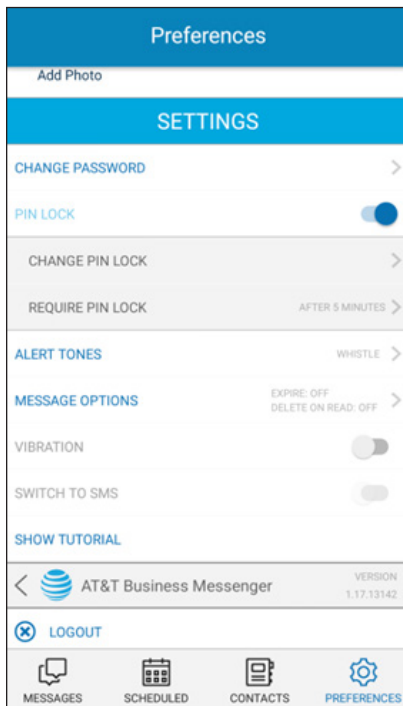 Preferences
Add Photo
SETTINGS
CHANGE PASSWORD
PIN LOCK
CHANGE PIN LOCK
REQUIRE PIN LOCK AFTER 5 MINUTES
ALERT TONES WHISTLE
MESSAGE OPTIONS EXPIRE: OFF
DELETE ON READ: OFF
VIBRATION
SWITCH TO SMS
SHOW TUTORIAL
AT&T Business Messenger VERSION
1.17.13142
LOGOUT
MESSAGES SCHEDULED CONTACTS PREFERENCES